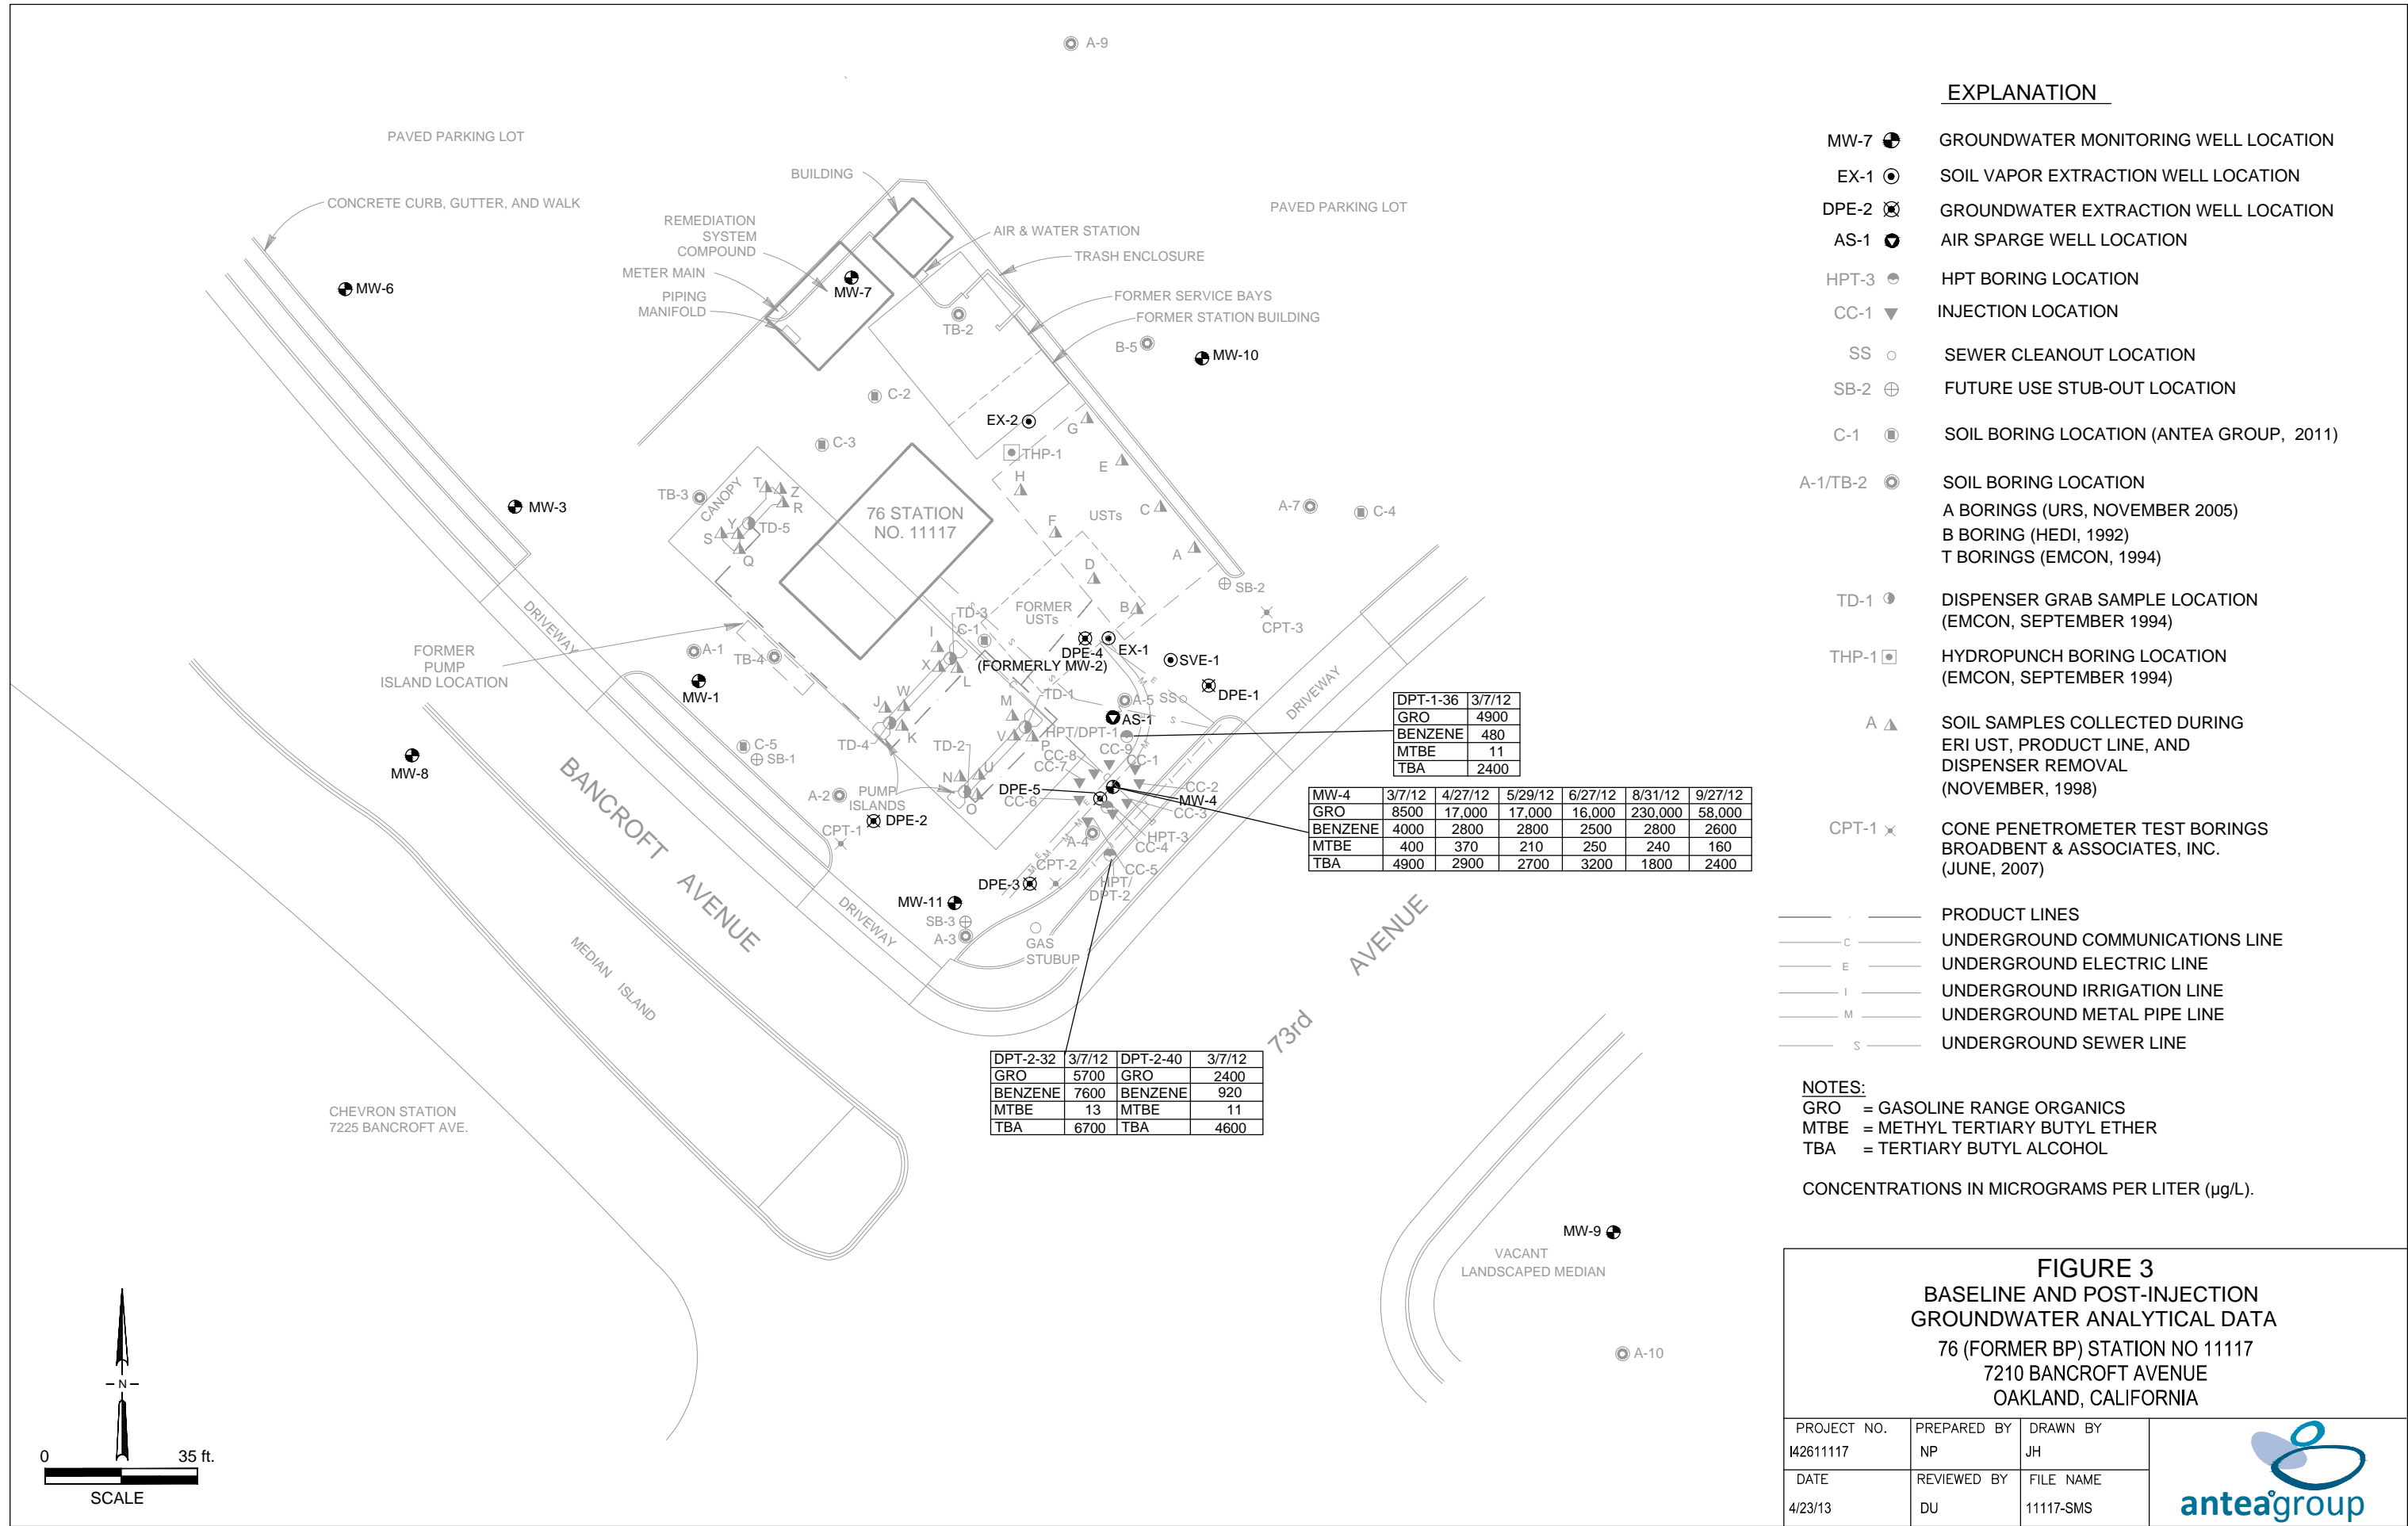 A-9
PAVED PARKING LOT
BUILDING
CONCRETE CURB, GUTTER, AND WALK
REMEDIATION
SYSTEM
COMPOUND
PAVED PARKING LOT
AIR & WATER STATION
TRASH ENCLOSURE
METER MAIN
PIPING
MANIFOLD
MW-6
MW-7
FORMER SERVICE BAYS
FORMER STATION BUILDING
TB-2
B-5
MW-10
C-2
EX-2
G
C-3
THP-1
E
H
TB-3
CANOPY
T
Z
R
MW-3
76 STATION
NO. 11117
USTs
C
A-7
C-4
F
Y
TD-5
S
Q
A
D
SB-2
DRIVEWAY
TD-3
C-1
FORMER
USTs
B
CPT-3
I
DPE-4
(FORMERLY MW-2)
EX-1
SVE-1
FORMER
PUMP
ISLAND LOCATION
A-1
TB-4
X
L
MW-1
TD-1
A-5
SS
DPE-1
DRIVEWAY
J
W
K
M
AS-1
TD-4
TD-2
V
P
HPT/DPT-1
CC-9
CC-8
CC-1
CC-7
C-5
SB-1
MW-8
N
U
O
DPE-5
CC-6
CC-2
MW-4
CC-3
A-2
PUMP
ISLANDS
DPE-2
CPT-1
A-4
HPT-3
CC-4
CPT-2
CC-5
DPE-3
HPT/
DPT-2
MW-11
SB-3
A-3
GAS
STUBUP
DRIVEWAY
BANCROFT AVENUE
MEDIAN ISLAND
73rd AVENUE
DPT-1-36 3/7/12
GRO 4900
BENZENE 480
MTBE 11
TBA 2400
MW-4 3/7/12 4/27/12 5/29/12 6/27/12 8/31/12 9/27/12
GRO 8500 17,000 17,000 16,000 230,000 58,000
BENZENE 4000 2800 2800 2500 2800 2600
MTBE 400 370 210 250 240 160
TBA 4900 2900 2700 3200 1800 2400
DPT-2-32 3/7/12 DPT-2-40 3/7/12
GRO 5700 GRO 2400
BENZENE 7600 BENZENE 920
MTBE 13 MTBE 11
TBA 6700 TBA 4600
CHEVRON STATION
7225 BANCROFT AVE.
MW-9
VACANT
LANDSCAPED MEDIAN
A-10
N
0 35 ft.
SCALE
EXPLANATION
MW-7 GROUNDWATER MONITORING WELL LOCATION
EX-1 SOIL VAPOR EXTRACTION WELL LOCATION
DPE-2 GROUNDWATER EXTRACTION WELL LOCATION
AS-1 AIR SPARGE WELL LOCATION
HPT-3 HPT BORING LOCATION
CC-1 INJECTION LOCATION
SS SEWER CLEANOUT LOCATION
SB-2 FUTURE USE STUB-OUT LOCATION
C-1 SOIL BORING LOCATION (ANTEA GROUP, 2011)
A-1/TB-2 SOIL BORING LOCATION
A BORINGS (URS, NOVEMBER 2005)
B BORING (HEDI, 1992)
T BORINGS (EMCON, 1994)
TD-1 DISPENSER GRAB SAMPLE LOCATION
(EMCON, SEPTEMBER 1994)
THP-1 HYDROPUNCH BORING LOCATION
(EMCON, SEPTEMBER 1994)
A SOIL SAMPLES COLLECTED DURING
ERI UST, PRODUCT LINE, AND
DISPENSER REMOVAL
(NOVEMBER, 1998)
CPT-1 CONE PENETROMETER TEST BORINGS
BROADBENT & ASSOCIATES, INC.
(JUNE, 2007)
PRODUCT LINES
C UNDERGROUND COMMUNICATIONS LINE
E UNDERGROUND ELECTRIC LINE
I UNDERGROUND IRRIGATION LINE
M UNDERGROUND METAL PIPE LINE
S UNDERGROUND SEWER LINE
NOTES:
GRO = GASOLINE RANGE ORGANICS
MTBE = METHYL TERTIARY BUTYL ETHER
TBA = TERTIARY BUTYL ALCOHOL
CONCENTRATIONS IN MICROGRAMS PER LITER (µg/L).
FIGURE 3
BASELINE AND POST-INJECTION
GROUNDWATER ANALYTICAL DATA
76 (FORMER BP) STATION NO 11117
7210 BANCROFT AVENUE
OAKLAND, CALIFORNIA
PROJECT NO. PREPARED BY DRAWN BY
I42611117 NP JH
DATE REVIEWED BY FILE NAME
4/23/13 DU 11117-SMS
anteagroup